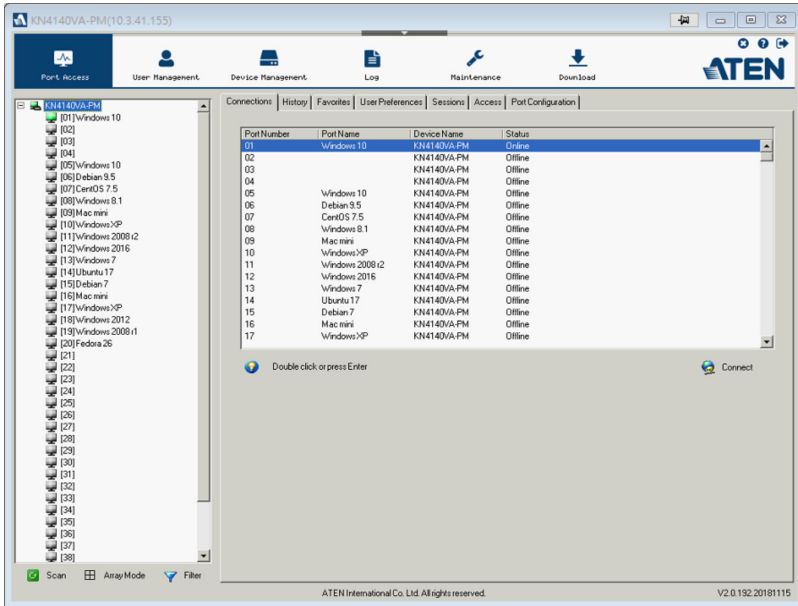 KN4140VA-PM(10.3.41.155)
Port Access User Management Device Management Log Maintenance Download
ATEN
KN4140VA-PM
[01]Windows 10
[02]
[03]
[04]
[05]Windows 10
[06]Debian 9.5
[07]CentOS 7.5
[08]Windows 8.1
[09]Mac mini
[10]Windows XP
[11]Windows 2008 r2
[12]Windows 2016
[13]Windows 7
[14]Ubuntu 17
[15]Debian 7
[16]Mac mini
[17]Windows XP
[18]Windows 2012
[19]Windows 2008 r1
[20]Fedora 26
[21]
[22]
[23]
[24]
[25]
[26]
[27]
[28]
[29]
[30]
[31]
[32]
[33]
[34]
[35]
[36]
[37]
[38]
Scan Array Mode Filter
Connections History Favorites User Preferences Sessions Access Port Configuration
Port Number Port Name Device Name Status
01 Windows 10 KN4140VA-PM Online
02 KN4140VA-PM Offline
03 KN4140VA-PM Offline
04 KN4140VA-PM Offline
05 Windows 10 KN4140VA-PM Offline
06 Debian 9.5 KN4140VA-PM Offline
07 CentOS 7.5 KN4140VA-PM Offline
08 Windows 8.1 KN4140VA-PM Offline
09 Mac mini KN4140VA-PM Offline
10 Windows XP KN4140VA-PM Offline
11 Windows 2008 r2 KN4140VA-PM Offline
12 Windows 2016 KN4140VA-PM Offline
13 Windows 7 KN4140VA-PM Offline
14 Ubuntu 17 KN4140VA-PM Offline
15 Debian 7 KN4140VA-PM Offline
16 Mac mini KN4140VA-PM Offline
17 Windows XP KN4140VA-PM Offline
Double click or press Enter
Connect
ATEN International Co. Ltd. All rights reserved.
V2.0.192.20181115